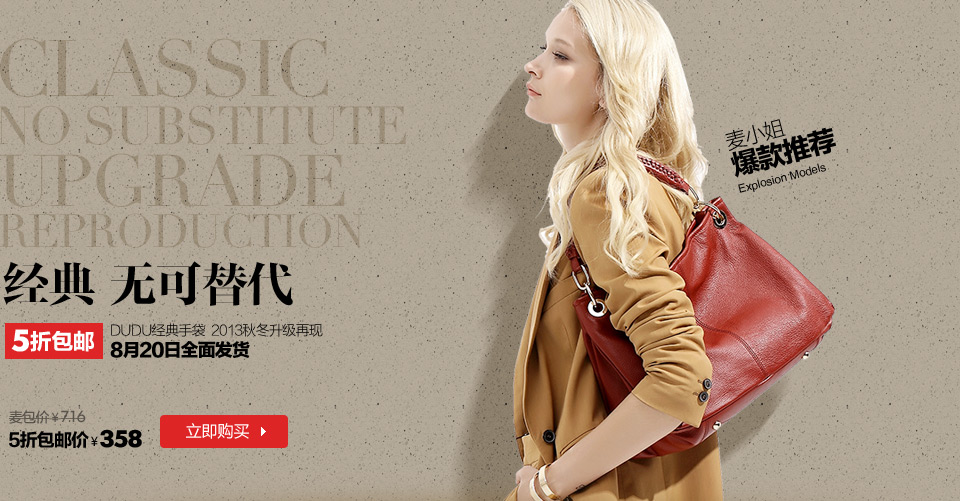 CLASSIC
NO SUBSTITUTE
UPGRADE
REPRODUCTION
经典 无可替代
5折包邮
DUDU经典手袋 2013秋冬升级再现
8月20日全面发货
麦包价¥716
5折包邮价¥358
立即购买
麦小姐
爆款推荐
Explosion Models